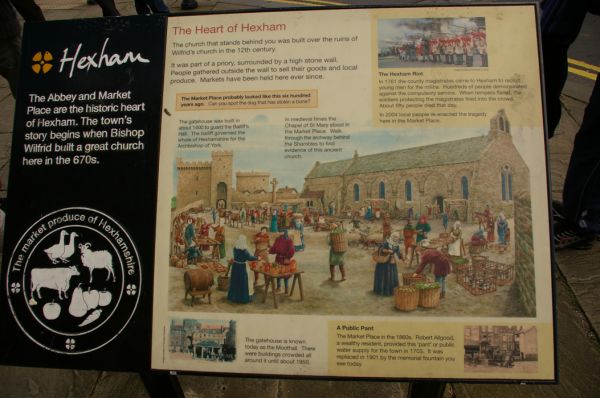 Hexham
The Abbey and Market
Place are the historic heart
of Hexham. The town's
story begins when Bishop
Wilfrid built a great church
here in the 670s.
The market produce of Hexhamshire
The Heart of Hexham
The church that stands behind you was built over the ruins of
Wilfrid's church in the 12th century.
It was part of a priory, surrounded by a high stone wall.
People gathered outside the wall to sell their goods and local
produce. Markets have been held here ever since.
The Market Place probably looked like this six hundred
years ago. Can you spot the dog that has stolen a bone?
The gatehouse was built in
about 1400 to guard the Bailiff's
Hall. The bailiff governed the
whole of Hexhamshire for the
Archbishop of York.
In medieval times the
Chapel of St Mary stood in
the Market Place. Walk
through the archway behind
the Shambles to find
evidence of this ancient
church.
The Hexham Riot
In 1761 the county magistrates came to Hexham to recruit
young men for the militia. Hundreds of people demonstrated
against the compulsory service. When tempers flared, the
soldiers protecting the magistrates fired into the crowd.
About fifty people died that day.
In 2004 local people re-enacted the tragedy
here in the Market Place.
The gatehouse is known
today as the Moothall. There
were buildings crowded all
around it until about 1950.
A Public Pant
The Market Place in the 1860s. Robert Allgood,
a wealthy resident, provided this 'pant' or public
water supply for the town in 1703. It was
replaced in 1901 by the memorial fountain you
see today.